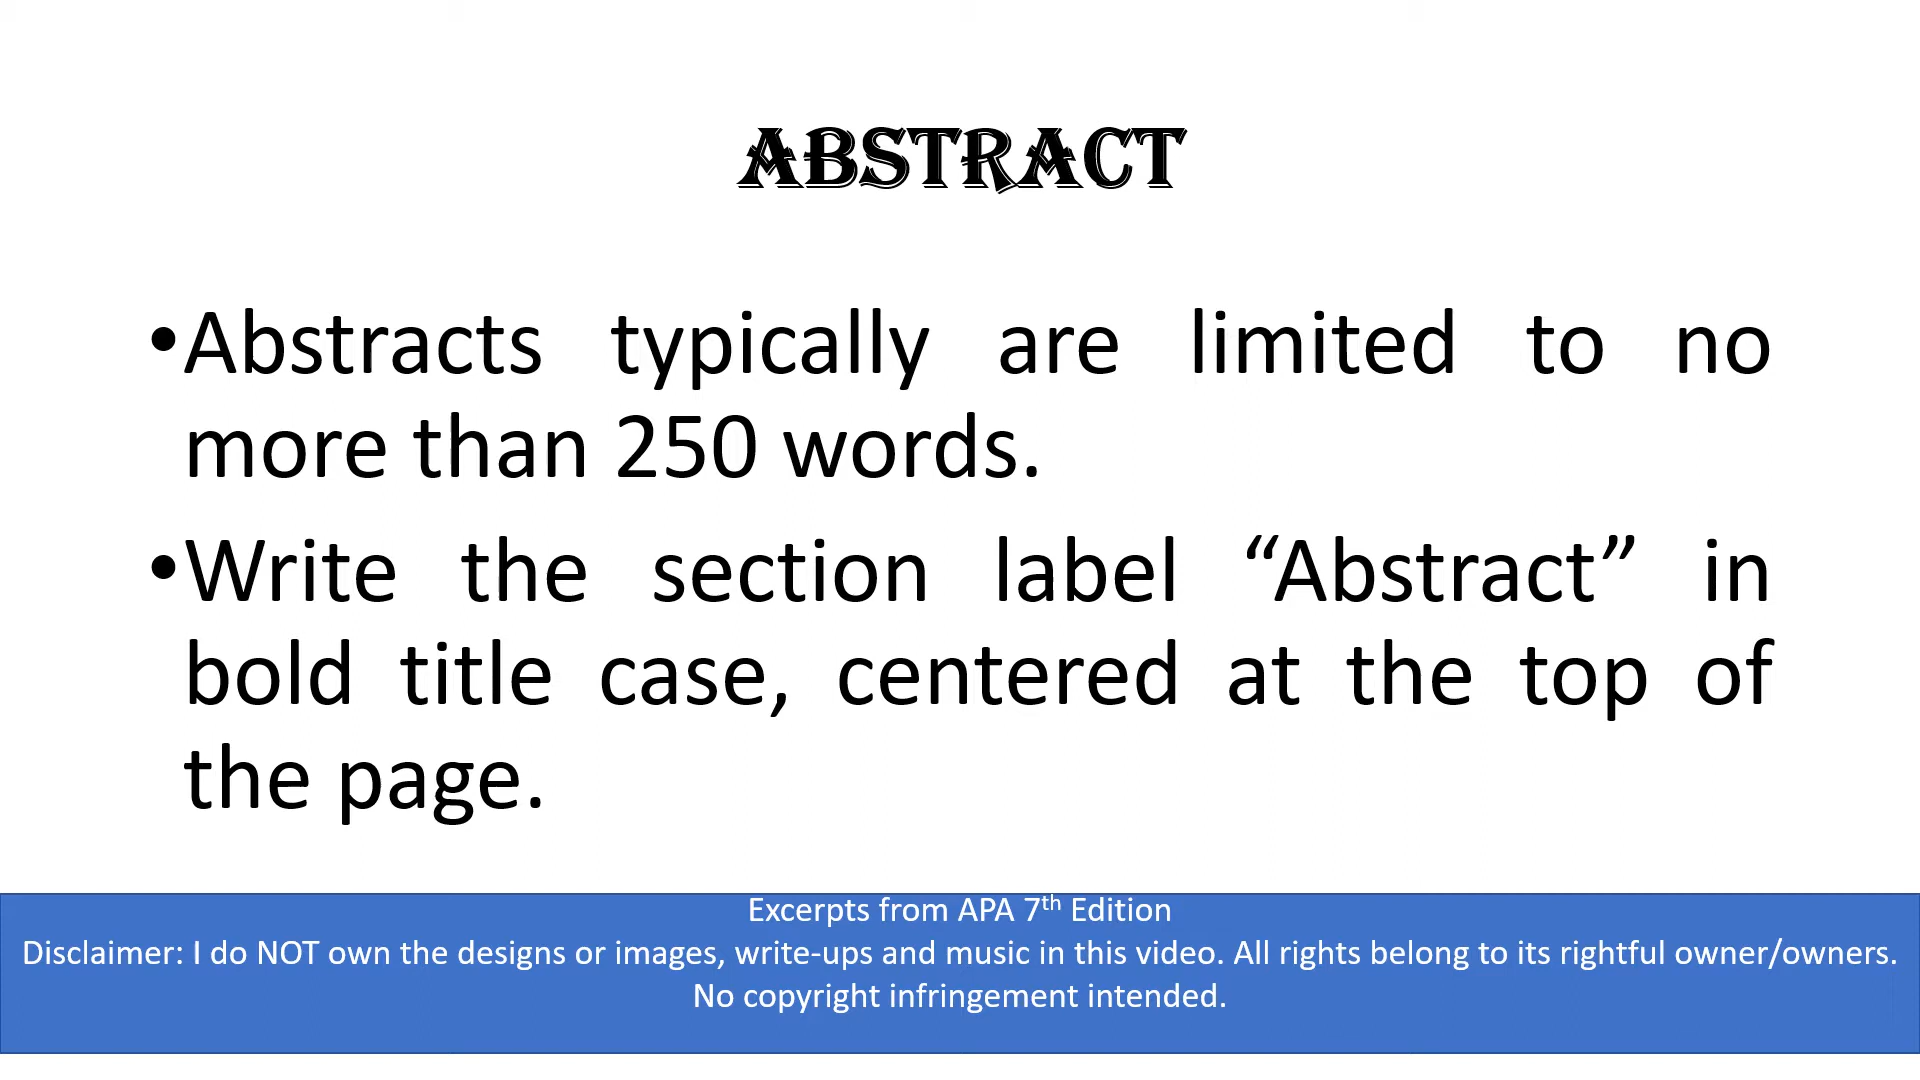 ABSTRACT
•Abstracts typically are limited to no
more than 250 words.
•Write the section label “Abstract” in
bold title case, centered at the top of
the page.
Excerpts from APA 7th Edition
Disclaimer: I do NOT own the designs or images, write-ups and music in this video. All rights belong to its rightful owner/owners.
No copyright infringement intended.